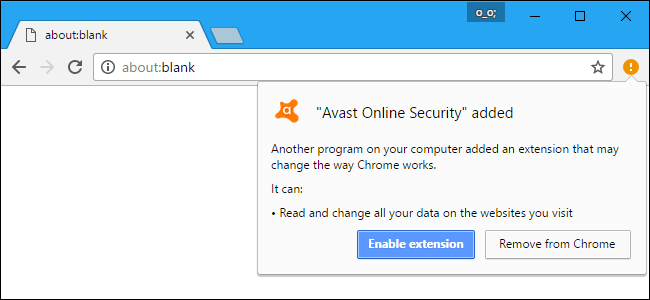 o_o;
about:blank
about:blank
"Avast Online Security" added
Another program on your computer added an extension that may
change the way Chrome works.
It can:
• Read and change all your data on the websites you visit
Enable extension
Remove from Chrome